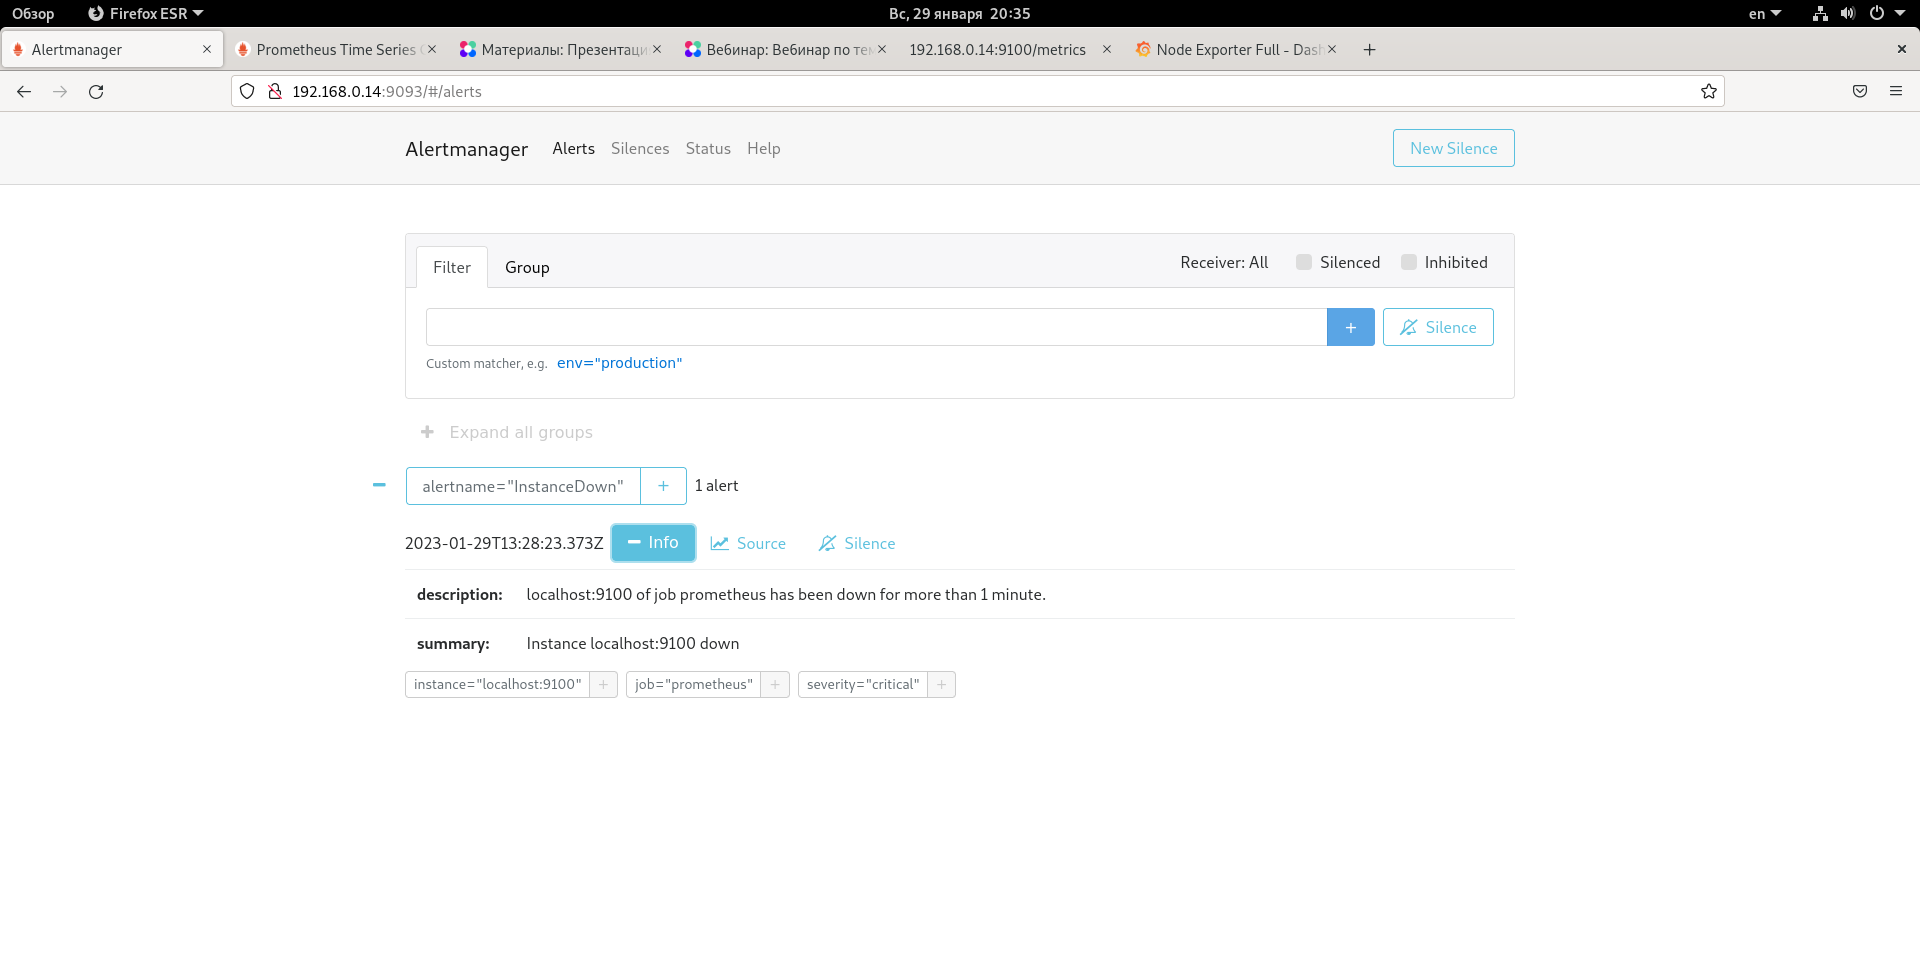 Обзор Firefox ESR Вс, 29 января 20:35 en
Alertmanager Prometheus Time Series Материалы: Презентаци Вебинар: Вебинар по тем 192.168.0.14:9100/metrics Node Exporter Full - Dash
192.168.0.14:9093/#/alerts
Alertmanager Alerts Silences Status Help New Silence
Filter Group Receiver: All Silenced Inhibited
+ Silence
Custom matcher, e.g. env="production"
+ Expand all groups
alertname="InstanceDown" + 1 alert
2023-01-29T13:28:23.373Z Info Source Silence
description: localhost:9100 of job prometheus has been down for more than 1 minute.
summary: Instance localhost:9100 down
instance="localhost:9100" + job="prometheus" + severity="critical" +